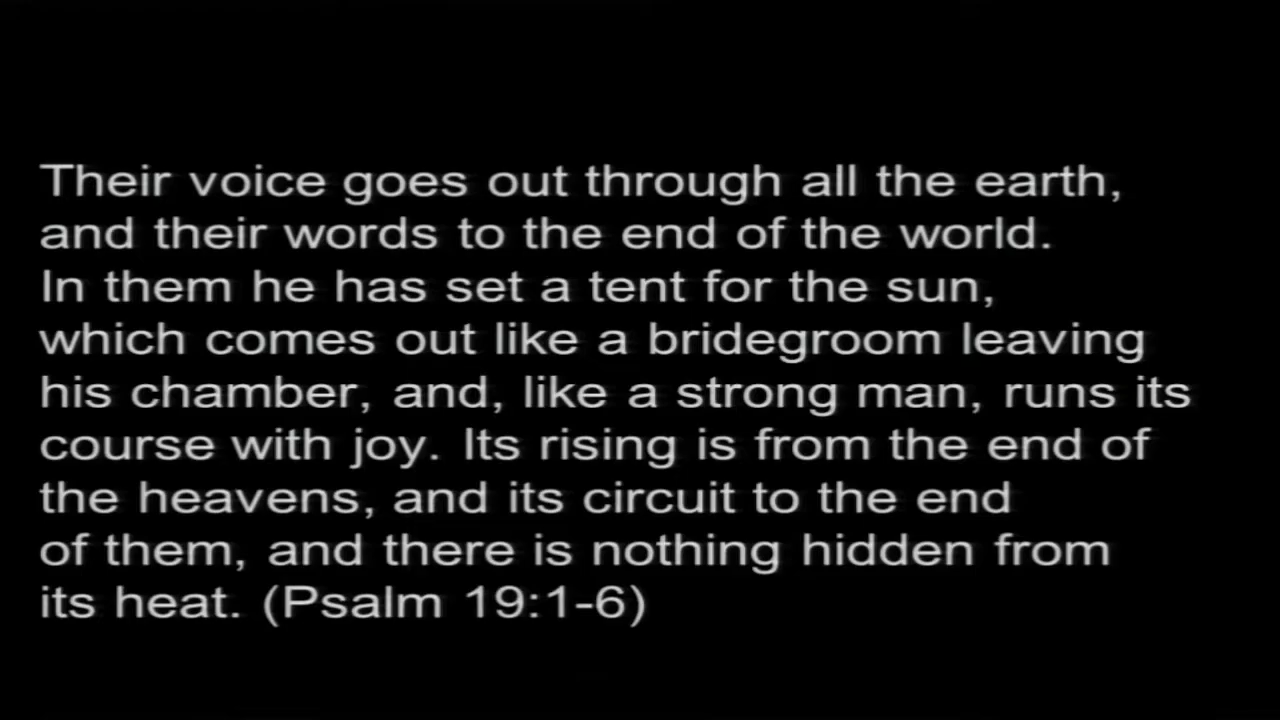 Their voice goes out through all the earth,
and their words to the end of the world.
In them he has set a tent for the sun,
which comes out like a bridegroom leaving
his chamber, and, like a strong man, runs its
course with joy. Its rising is from the end of
the heavens, and its circuit to the end
of them, and there is nothing hidden from
its heat. (Psalm 19:1-6)